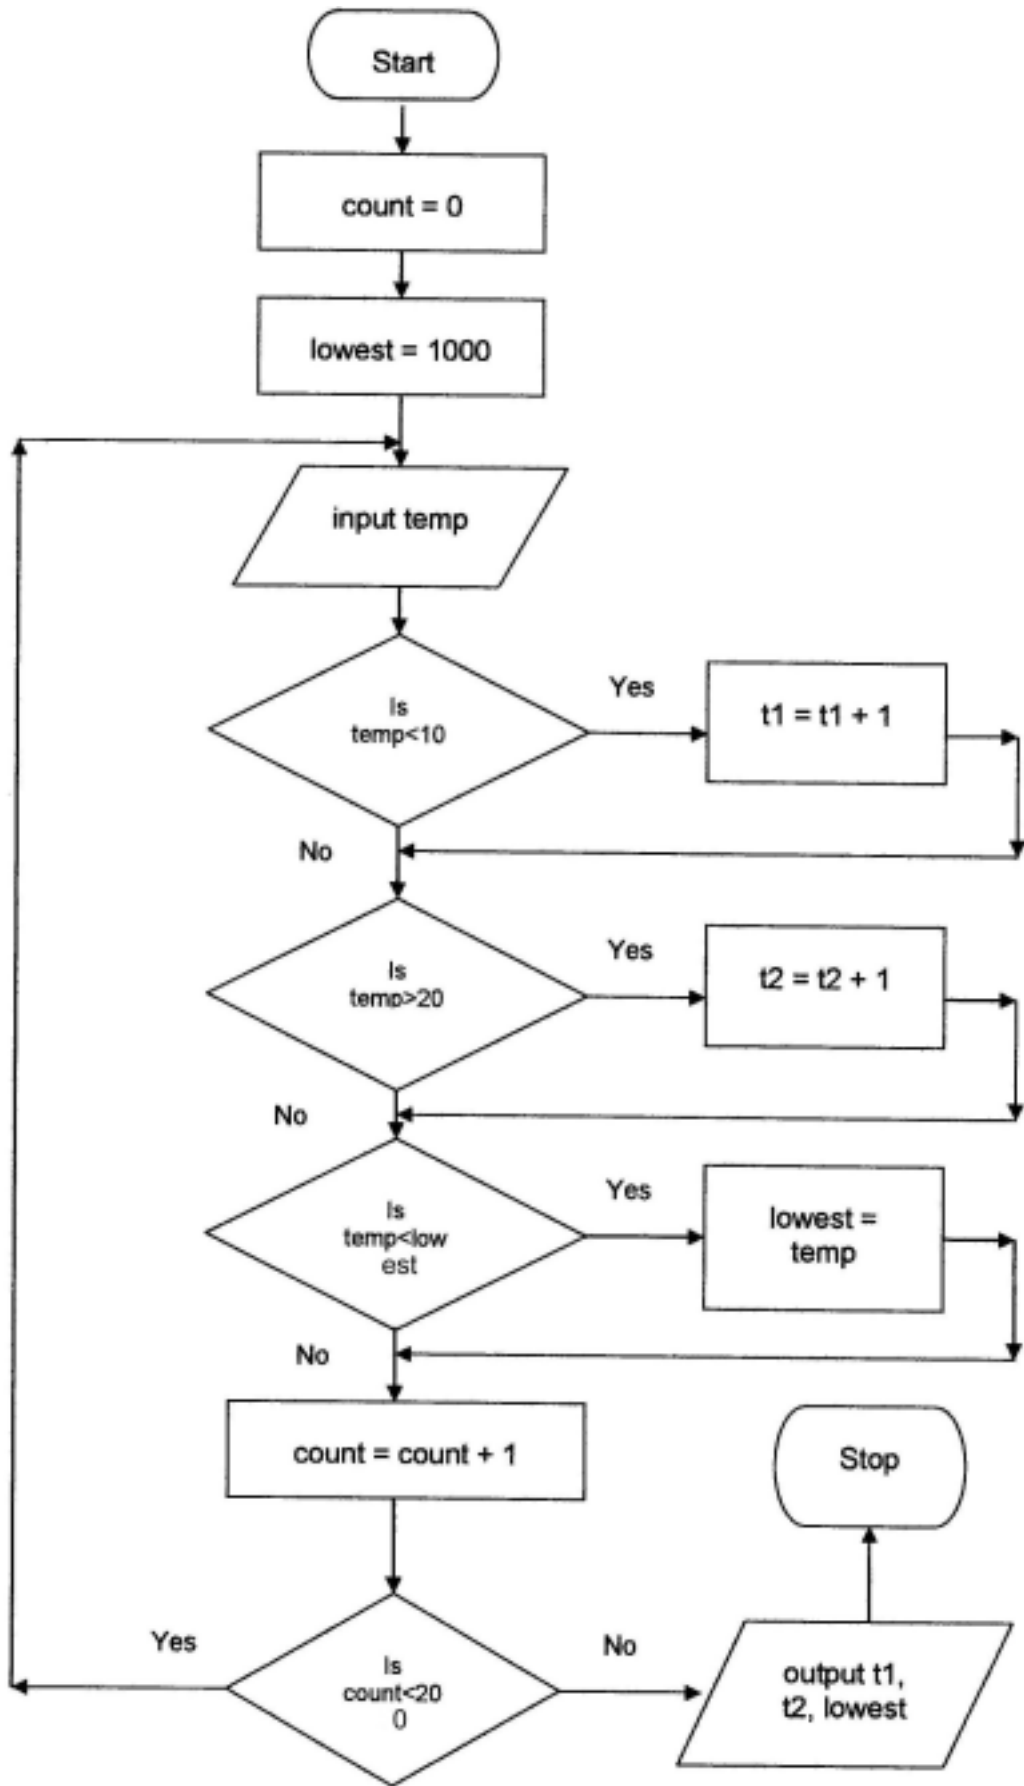 Start
count = 0
lowest = 1000
input temp
Is
temp<10
Yes
t1 = t1 + 1
No
Is
temp>20
Yes
t2 = t2 + 1
No
Is
temp<low
est
Yes
lowest =
temp
No
count = count + 1
Stop
Yes
Is
count<20
0
No
output t1,
t2, lowest